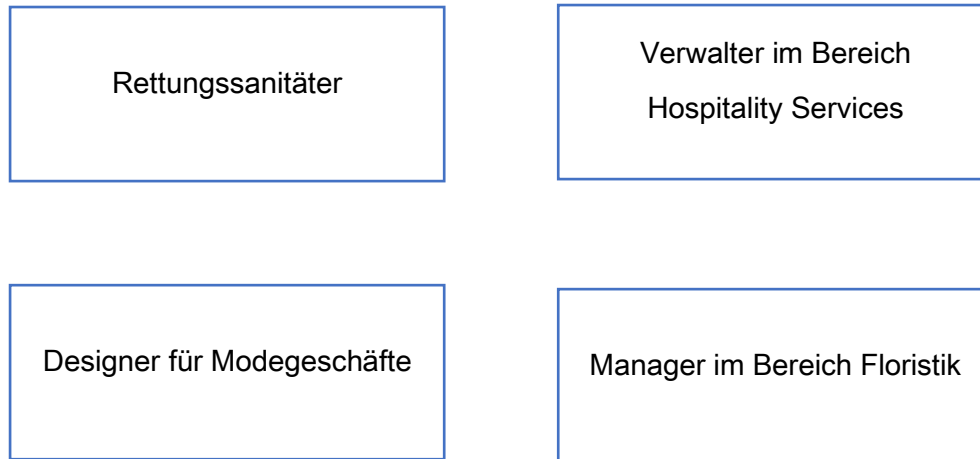 Rettungssanitäter
Verwalter im Bereich
Hospitality Services
Designer für Modegeschäfte
Manager im Bereich Floristik